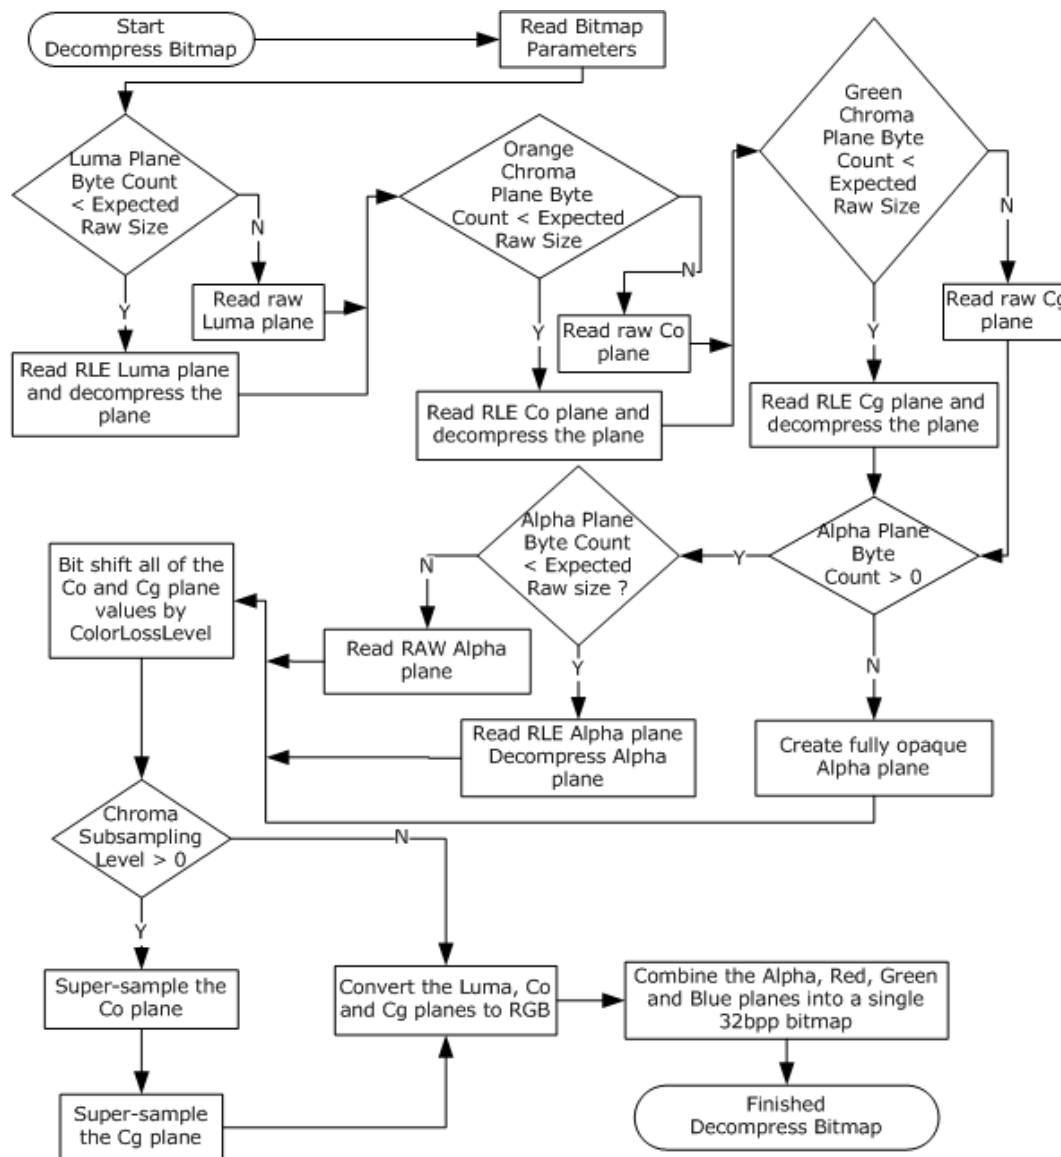 Start
Decompress Bitmap
Read Bitmap
Parameters
Luma Plane
Byte Count
< Expected
Raw Size
N
Y
Read raw
Luma plane
Read RLE Luma plane
and decompress the
plane
Orange
Chroma
Plane Byte
Count < Expected
Raw Size
N
Y
Read raw Co
plane
Read RLE Co plane and
decompress the plane
Green
Chroma
Plane Byte
Count <
Expected
Raw Size
N
Y
Read raw Cg
plane
Read RLE Cg plane and
decompress the plane
Alpha Plane
Byte
Count > 0
Y
N
Alpha Plane
Byte Count
< Expected
Raw size ?
N
Y
Read RAW Alpha
plane
Read RLE Alpha plane
Decompress Alpha
plane
Create fully opaque
Alpha plane
Bit shift all of the
Co and Cg plane
values by
ColorLossLevel
Chroma
Subsampling
Level > 0
N
Y
Super-sample the
Co plane
Super-sample
the Cg plane
Convert the Luma, Co
and Cg planes to RGB
Combine the Alpha, Red, Green
and Blue planes into a single
32bpp bitmap
Finished
Decompress Bitmap